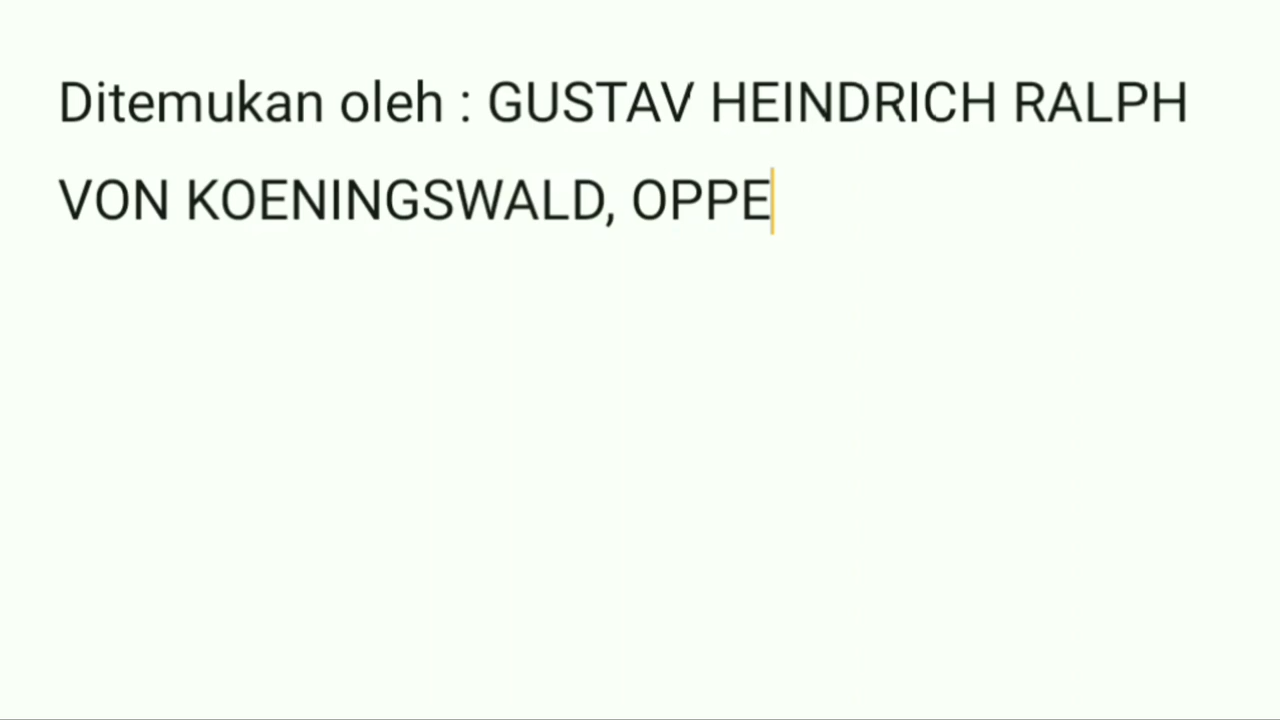 Ditemukan oleh : GUSTAV HEINDRICH RALPH
VON KOENINGSWALD, OPPE